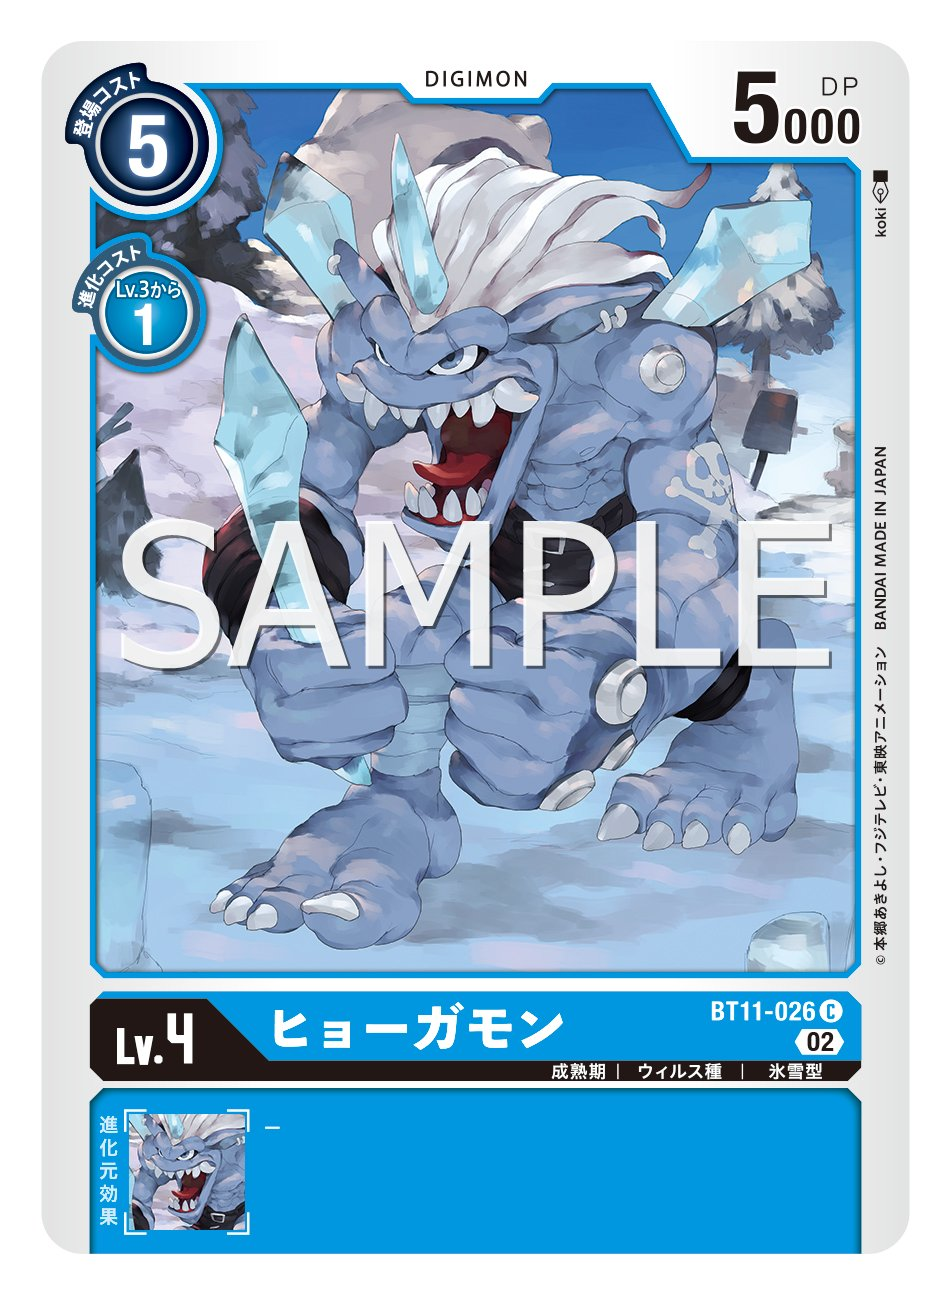 DIGIMON
登場コスト
5
DP
5000
進化コスト
Lv.3から
1
koki
SAMPLE
BANDAI MADE IN JAPAN
©本郷あきよし・フジテレビ・東映アニメーション
Lv.4
ヒョーガモン
BT11-026 C
02
成熟期 | ウィルス種 | 氷雪型
進化元効果
–